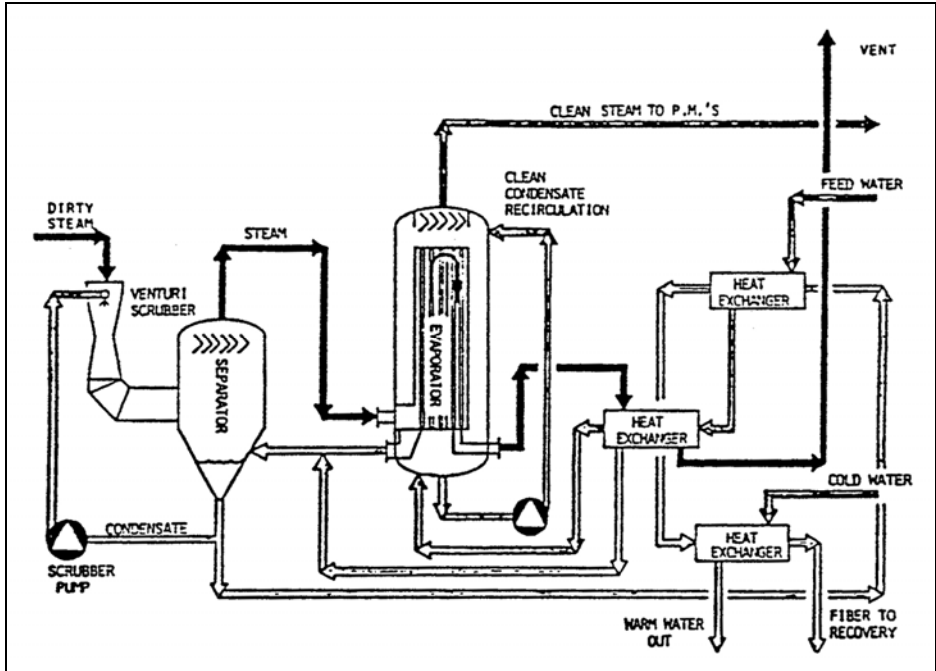 VENT
CLEAN STEAM TO P.M.'S
CLEAN
CONDENSATE
RECIRCULATION
FEED WATER
DIRTY
STEAM
STEAM
VENTURI
SCRUBBER
HEAT
EXCHANGER
SEPARATOR
EVAPORATOR
HEAT
EXCHANGER
COLD WATER
CONDENSATE
HEAT
EXCHANGER
SCRUBBER
PUMP
WARM WATER
OUT
FIBER TO
RECOVERY